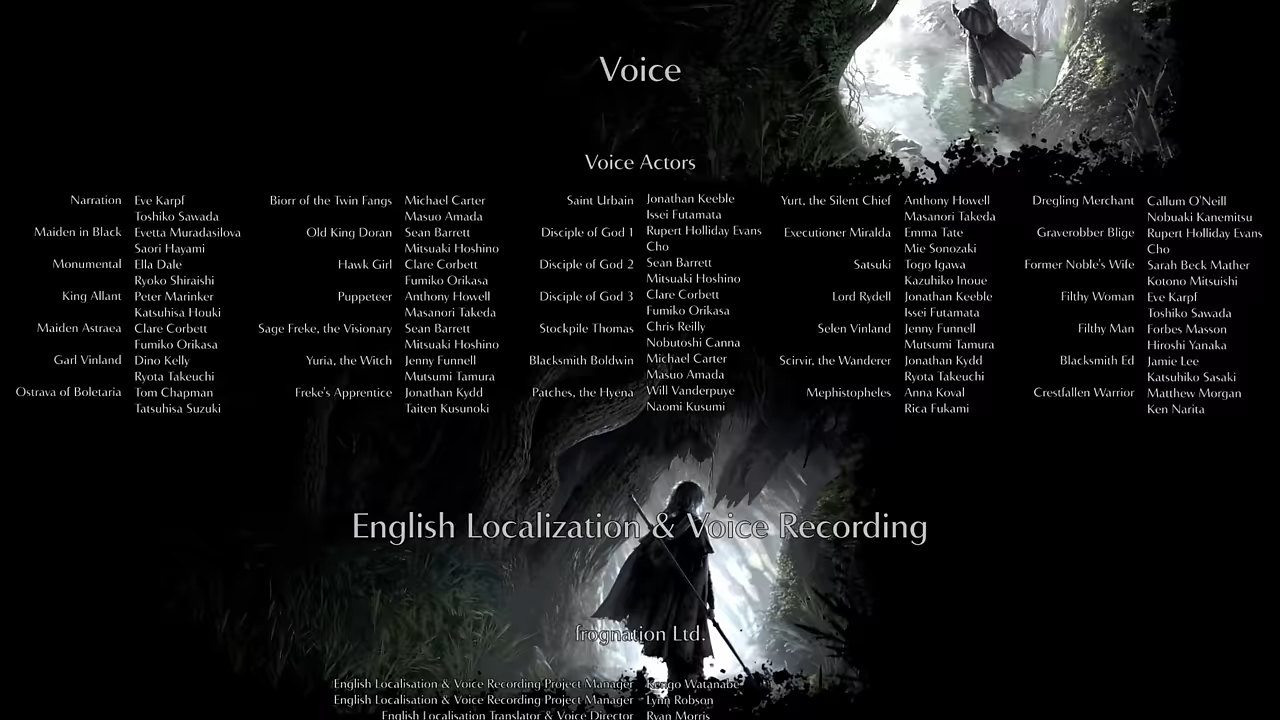 Voice
Voice Actors
Narration Eve Karpf
Toshiko Sawada
Maiden in Black Evetta Muradasilova
Saori Hayami
Monumental Ella Dale
Ryoko Shiraishi
King Allant Peter Marinker
Katsuhisa Houki
Maiden Astraea Clare Corbett
Fumiko Orikasa
Garl Vinland Dino Kelly
Ryota Takeuchi
Ostrava of Boletaria Tom Chapman
Tatsuhisa Suzuki
Biorr of the Twin Fangs Michael Carter
Masuo Amada
Old King Doran Sean Barrett
Mitsuaki Hoshino
Hawk Girl Clare Corbett
Fumiko Orikasa
Puppeteer Anthony Howell
Masanori Takeda
Sage Freke, the Visionary Sean Barrett
Mitsuaki Hoshino
Yuria, the Witch Jenny Funnell
Mutsumi Tamura
Freke's Apprentice Jonathan Kydd
Taiten Kusunoki
Saint Urbain Jonathan Keeble
Issei Futamata
Disciple of God 1 Rupert Holliday Evans
Cho
Disciple of God 2 Sean Barrett
Mitsuaki Hoshino
Disciple of God 3 Clare Corbett
Fumiko Orikasa
Stockpile Thomas Chris Reilly
Nobutoshi Canna
Blacksmith Boldwin Michael Carter
Masuo Amada
Patches, the Hyena Will Vanderpuye
Naomi Kusumi
Yurt, the Silent Chief Anthony Howell
Masanori Takeda
Executioner Miralda Emma Tate
Mie Sonozaki
Satsuki Togo Igawa
Kazuhiko Inoue
Lord Rydell Jonathan Keeble
Issei Futamata
Selen Vinland Jenny Funnell
Mutsumi Tamura
Scirvir, the Wanderer Jonathan Kydd
Ryota Takeuchi
Mephistopheles Anna Koval
Rica Fukami
Dregling Merchant Callum O'Neill
Nobuaki Kanemitsu
Graverobber Blige Rupert Holliday Evans
Cho
Former Noble's Wife Sarah Beck Mather
Kotono Mitsuishi
Filthy Woman Eve Karpf
Toshiko Sawada
Filthy Man Forbes Masson
Hiroshi Yanaka
Blacksmith Ed Jamie Lee
Katsuhiko Sasaki
Crestfallen Warrior Matthew Morgan
Ken Narita
English Localization & Voice Recording
frognation Ltd.
English Localisation & Voice Recording Project Manager Kengo Watanabe
English Localisation & Voice Recording Project Manager Lynn Robson
English Localisation Translator & Voice Director Ryan Morris